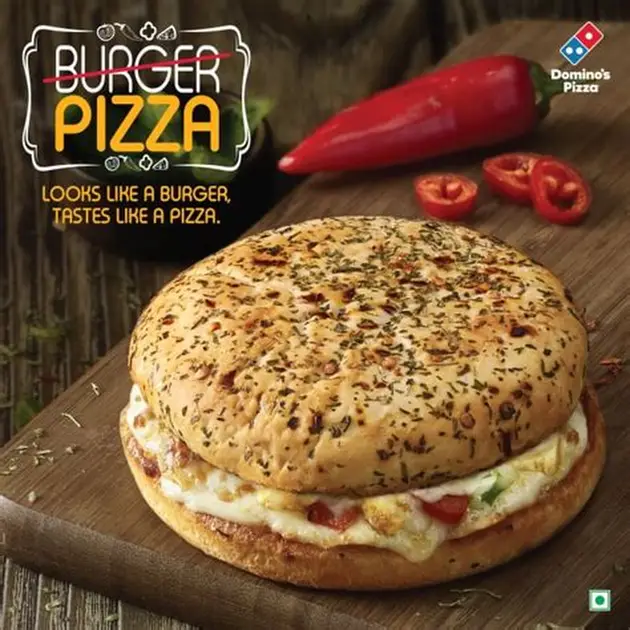 BURGER
PIZZA
LOOKS LIKE A BURGER,
TASTES LIKE A PIZZA.
Domino's
Pizza